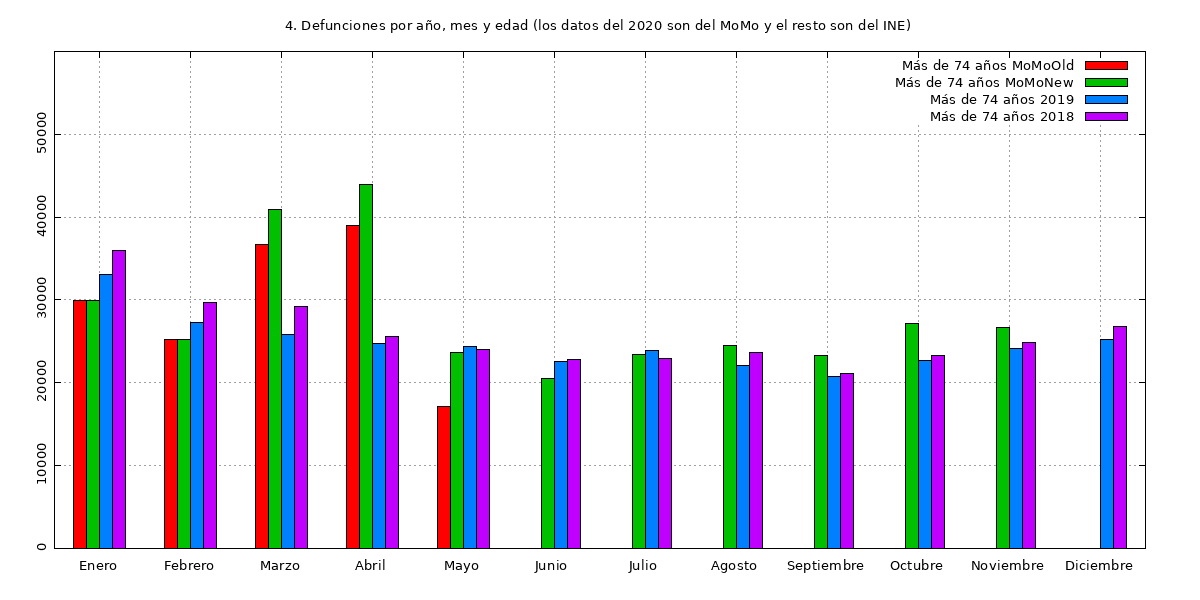 4. Defunciones por año, mes y edad (los datos del 2020 son del MoMo y el resto son del INE)
Más de 74 años MoMoOld
Más de 74 años MoMoNew
Más de 74 años 2019
Más de 74 años 2018
50000
40000
30000
20000
10000
0
Enero Febrero Marzo Abril Mayo Junio Julio Agosto Septiembre Octubre Noviembre Diciembre